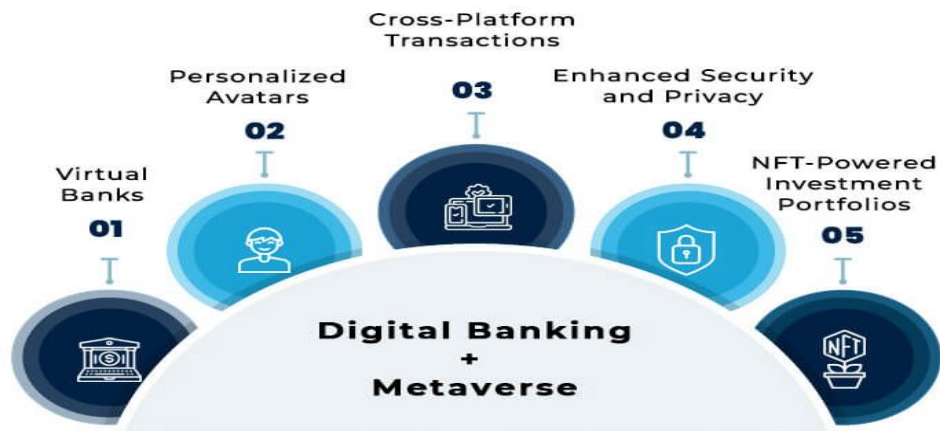 Virtual
Banks
01
Personalized
Avatars
02
Cross-Platform
Transactions
03
Enhanced Security
and Privacy
04
NFT-Powered
Investment
Portfolios
05
NFT
Digital Banking
+
Metaverse